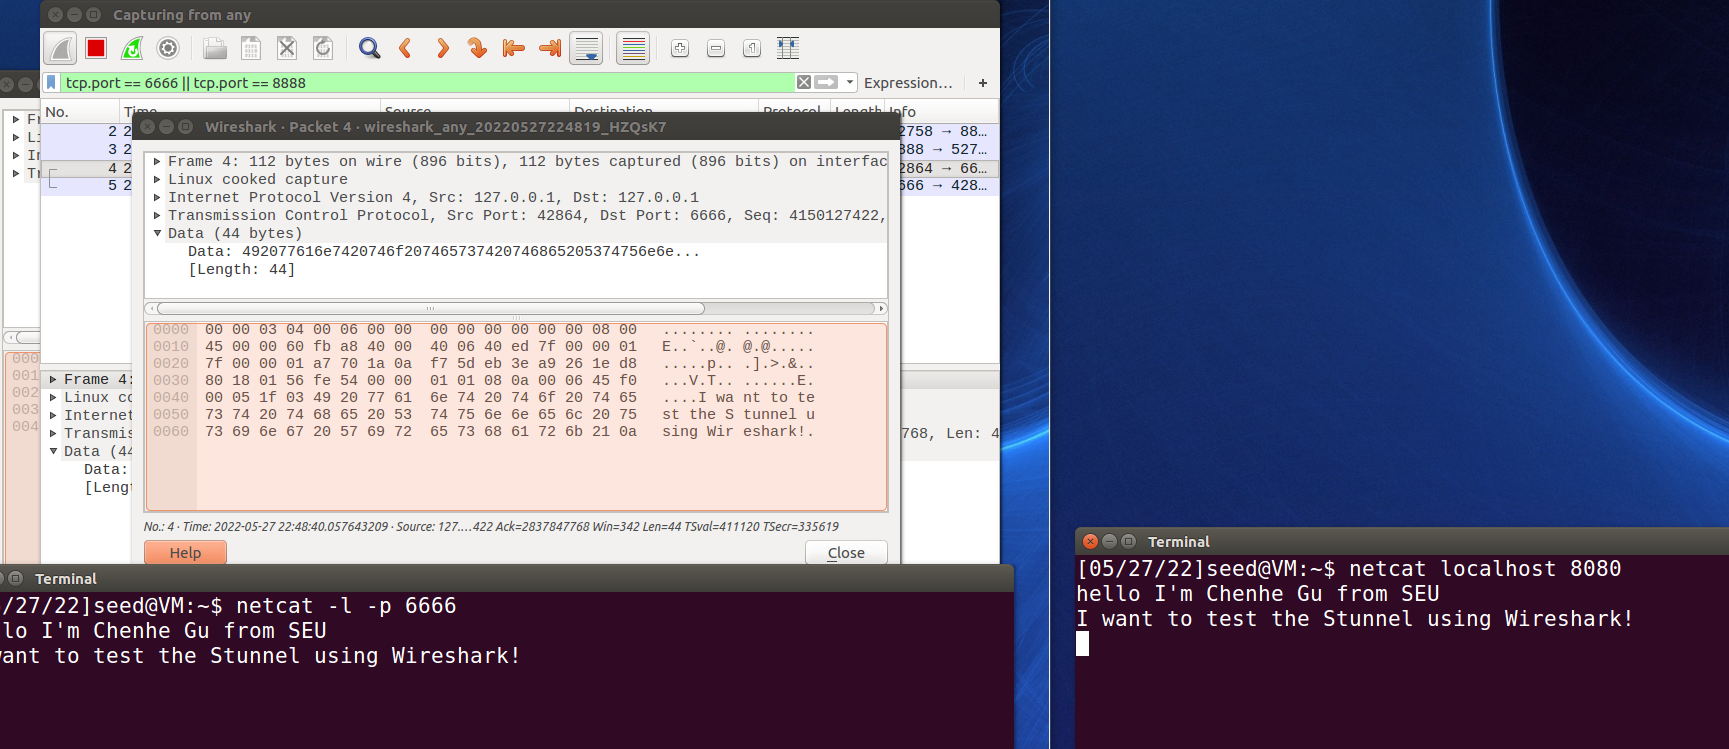 Capturing from any
tcp.port == 6666 || tcp.port == 8888
Expression…
+
No.
Time
Source
Destination
Protocol
Length
Info
2 2
2758 → 88…
3 2
888 → 527…
4 2
2864 → 66…
5 2
666 → 428…
Wireshark · Packet 4 · wireshark_any_20220527224819_HZQsK7
Frame 4: 112 bytes on wire (896 bits), 112 bytes captured (896 bits) on interfac
Linux cooked capture
Internet Protocol Version 4, Src: 127.0.0.1, Dst: 127.0.0.1
Transmission Control Protocol, Src Port: 42864, Dst Port: 6666, Seq: 4150127422,
Data (44 bytes)
Data: 492077616e7420746f207465737420746865205374756e6e...
[Length: 44]
0000 00 00 03 04 00 06 00 00 00 00 00 00 00 00 08 00 ........ ........
0010 45 00 00 60 fb a8 40 00 40 06 40 ed 7f 00 00 01 E..`..@. @.@.....
0020 7f 00 00 01 a7 70 1a 0a f7 5d eb 3e a9 26 1e d8 .....p.. .].>.&..
0030 80 18 01 56 fe 54 00 00 01 01 08 0a 00 06 45 f0 ...V.T.. ......E.
0040 00 05 1f 03 49 20 77 61 6e 74 20 74 6f 20 74 65 ....I wa nt to te
0050 73 74 20 74 68 65 20 53 74 75 6e 6e 65 6c 20 75 st the S tunnel u
0060 73 69 6e 67 20 57 69 72 65 73 68 61 72 6b 21 0a sing Wir eshark!.
No.: 4 · Time: 2022-05-27 22:48:40.057643209 · Source: 127.…422 Ack=2837847768 Win=342 Len=44 TSval=411120 TSecr=335619
Help
Close
Fr
Li
In
Tr
000
001
002
003
004
Frame 4:
Linux co
Internet
Transmis
768, Len: 4
Data (44
Data:
[Lengt
Terminal
/27/22]seed@VM:~$ netcat -l -p 6666
lo I'm Chenhe Gu from SEU
want to test the Stunnel using Wireshark!
Terminal
[05/27/22]seed@VM:~$ netcat localhost 8080
hello I'm Chenhe Gu from SEU
I want to test the Stunnel using Wireshark!